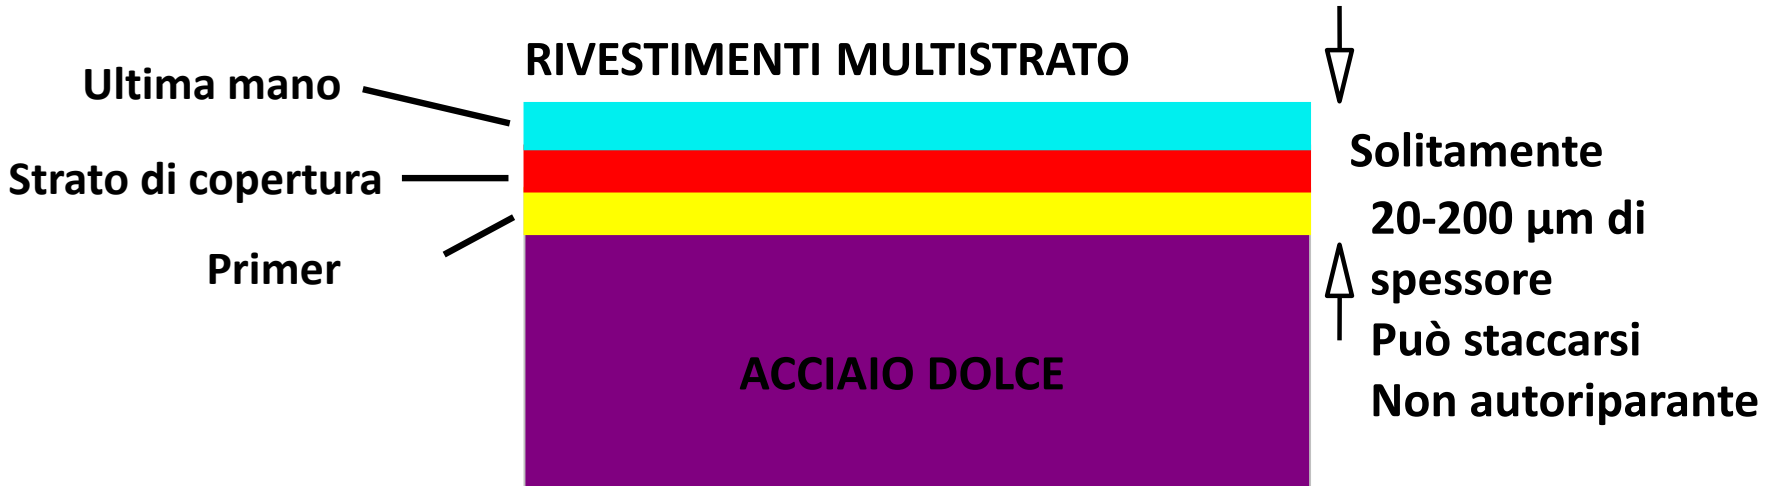 RIVESTIMENTI MULTISTRATO
Ultima mano
Strato di copertura
Primer
ACCIAIO DOLCE
Solitamente
20-200 µm di
spessore
Può staccarsi
Non autoriparante